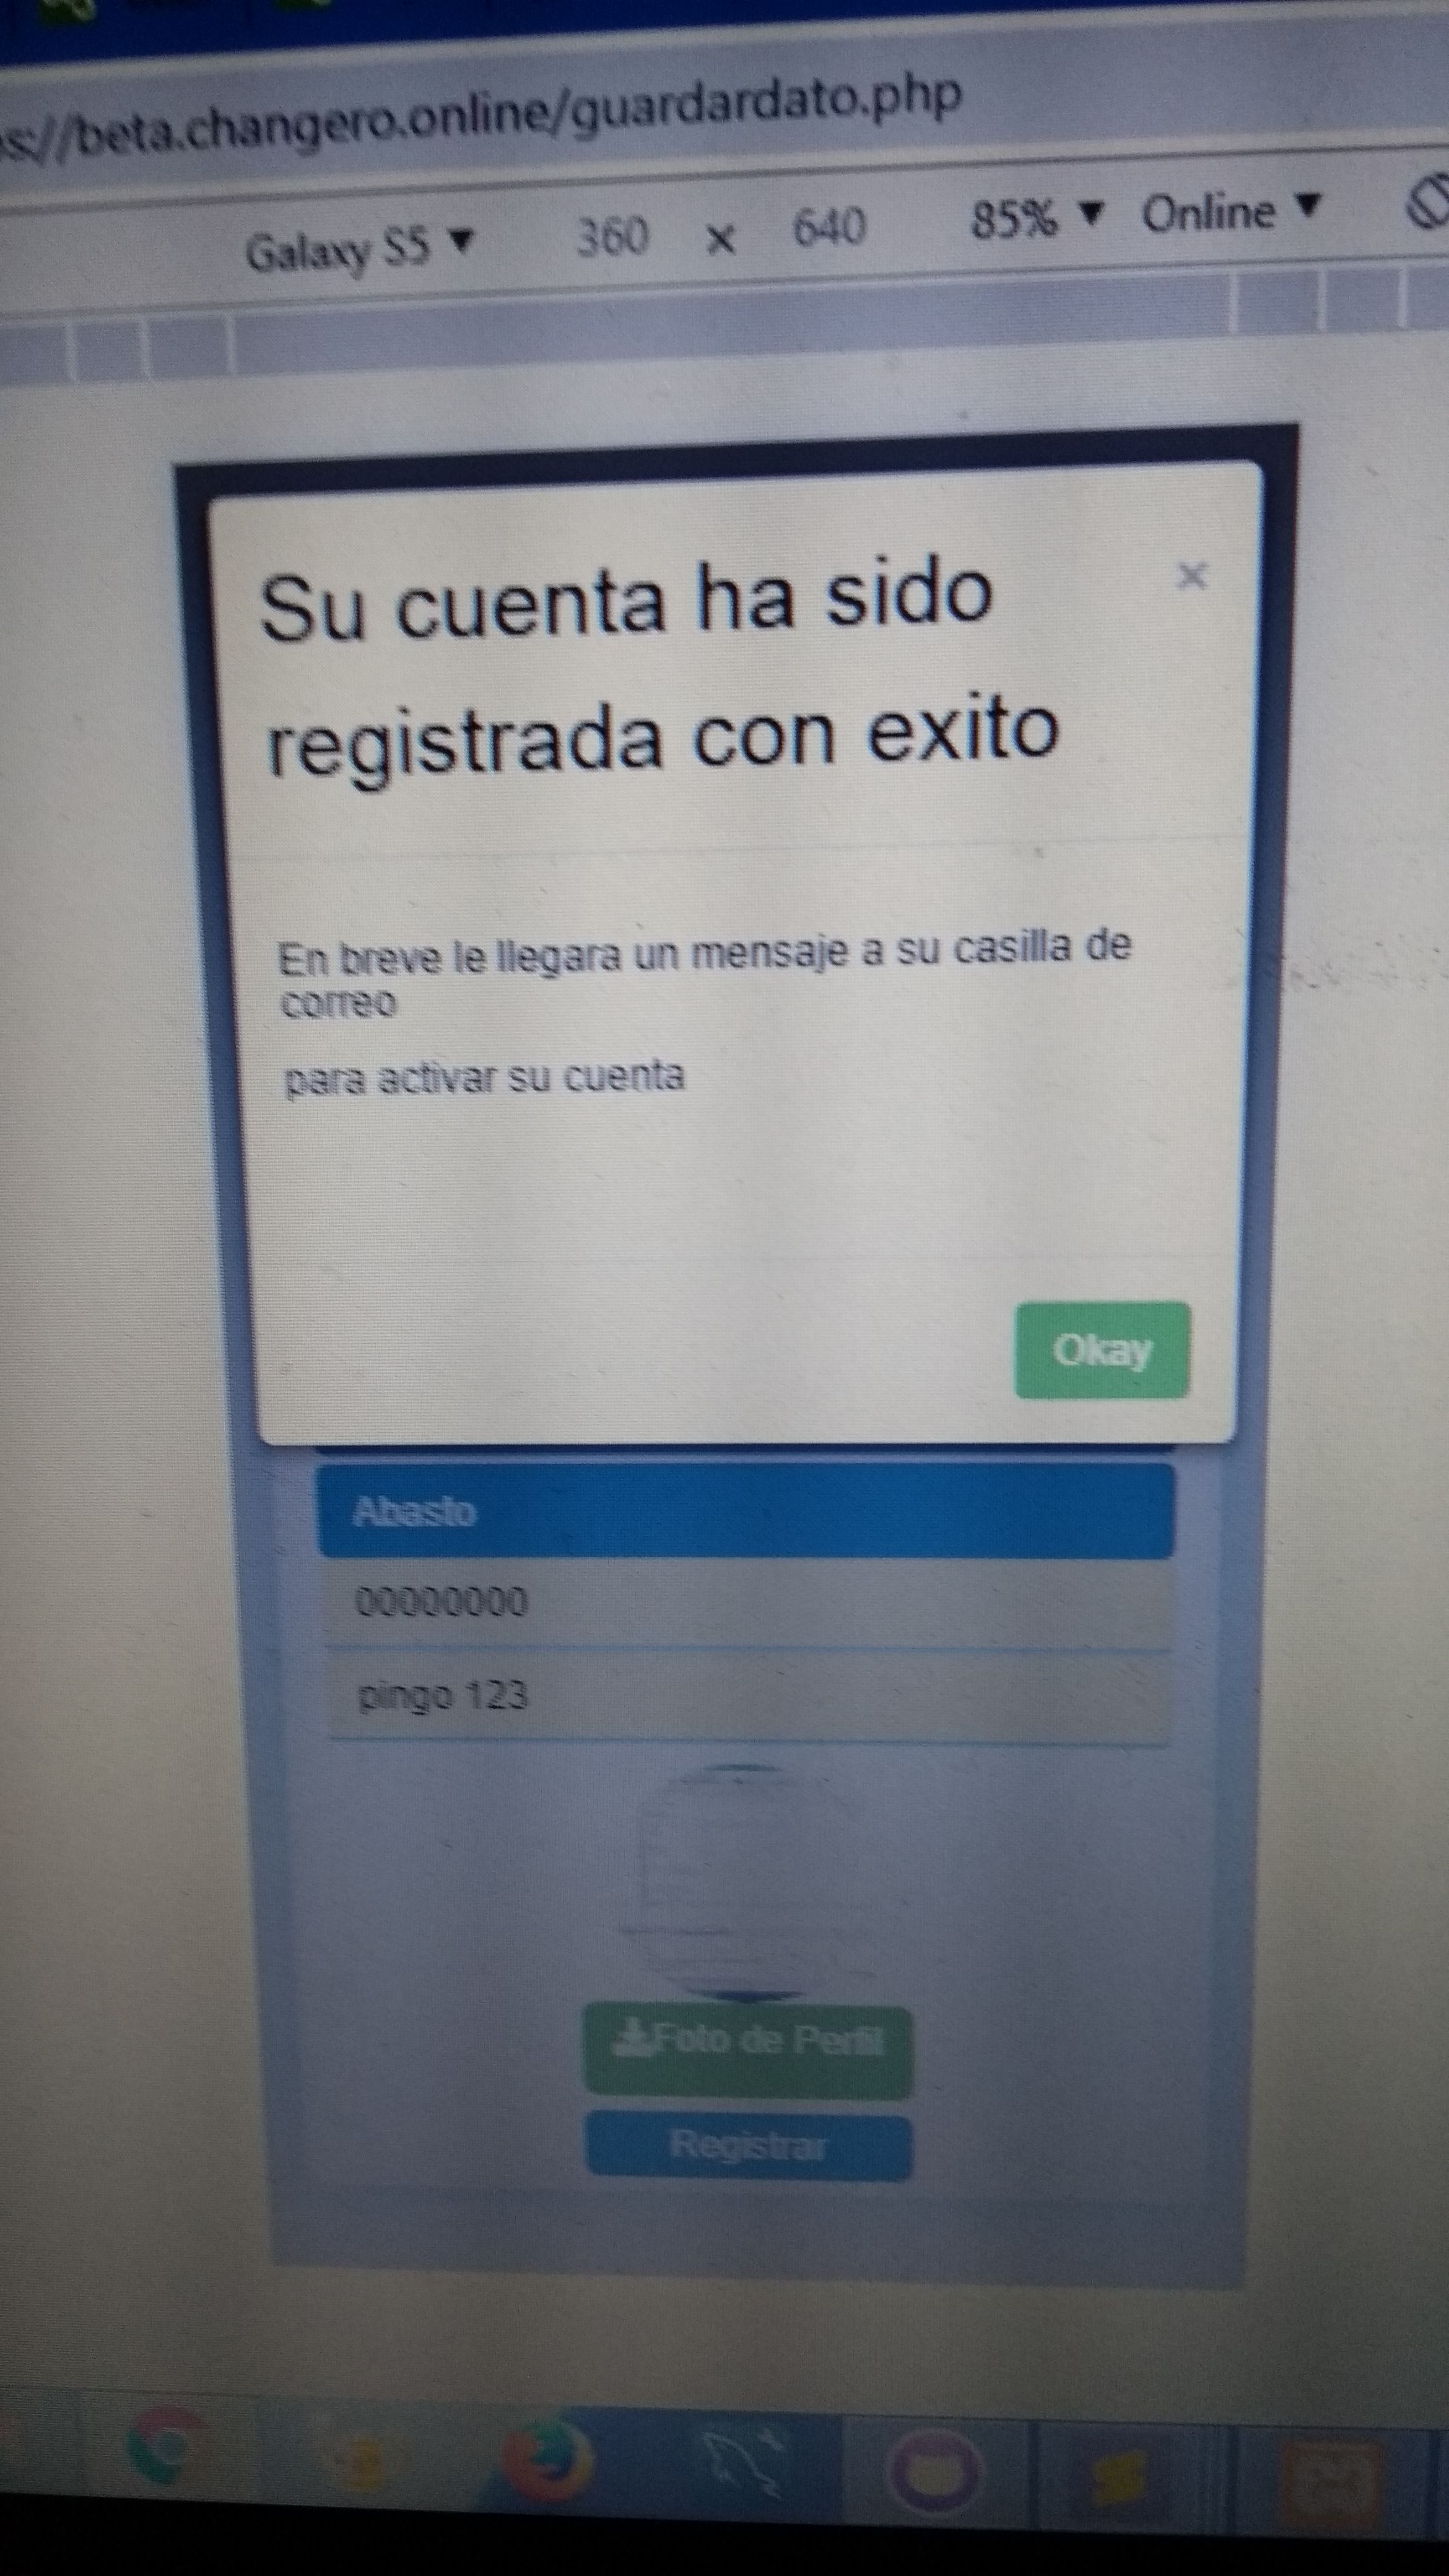 s://beta.changero.online/guardardato.php
Galaxy S5 ▼ 360 x 640 85% ▼ Online ▼
Su cuenta ha sido
×
registrada con exito
En breve le llegara un mensaje a su casilla de
correo
para activar su cuenta
Okay
Abasto
00000000
pingo 123
Foto de Perfil
Registrar